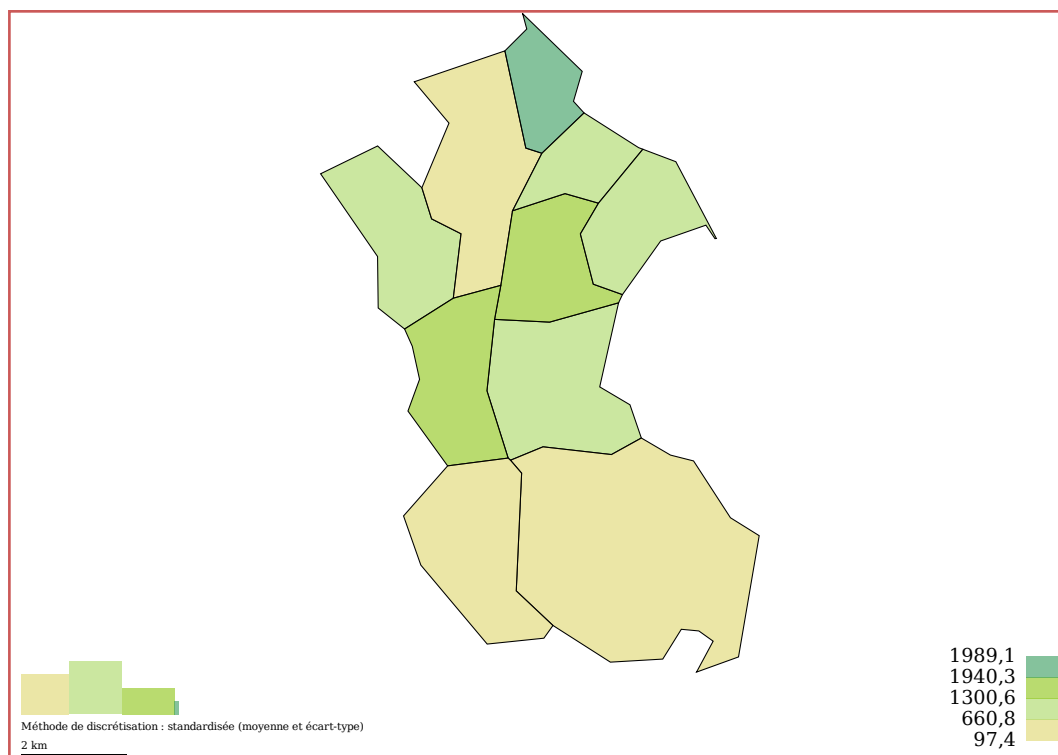 1989,1
1940,3
1300,6
660,8
97,4
Méthode de discrétisation : standardisée (moyenne et écart-type)
2 km